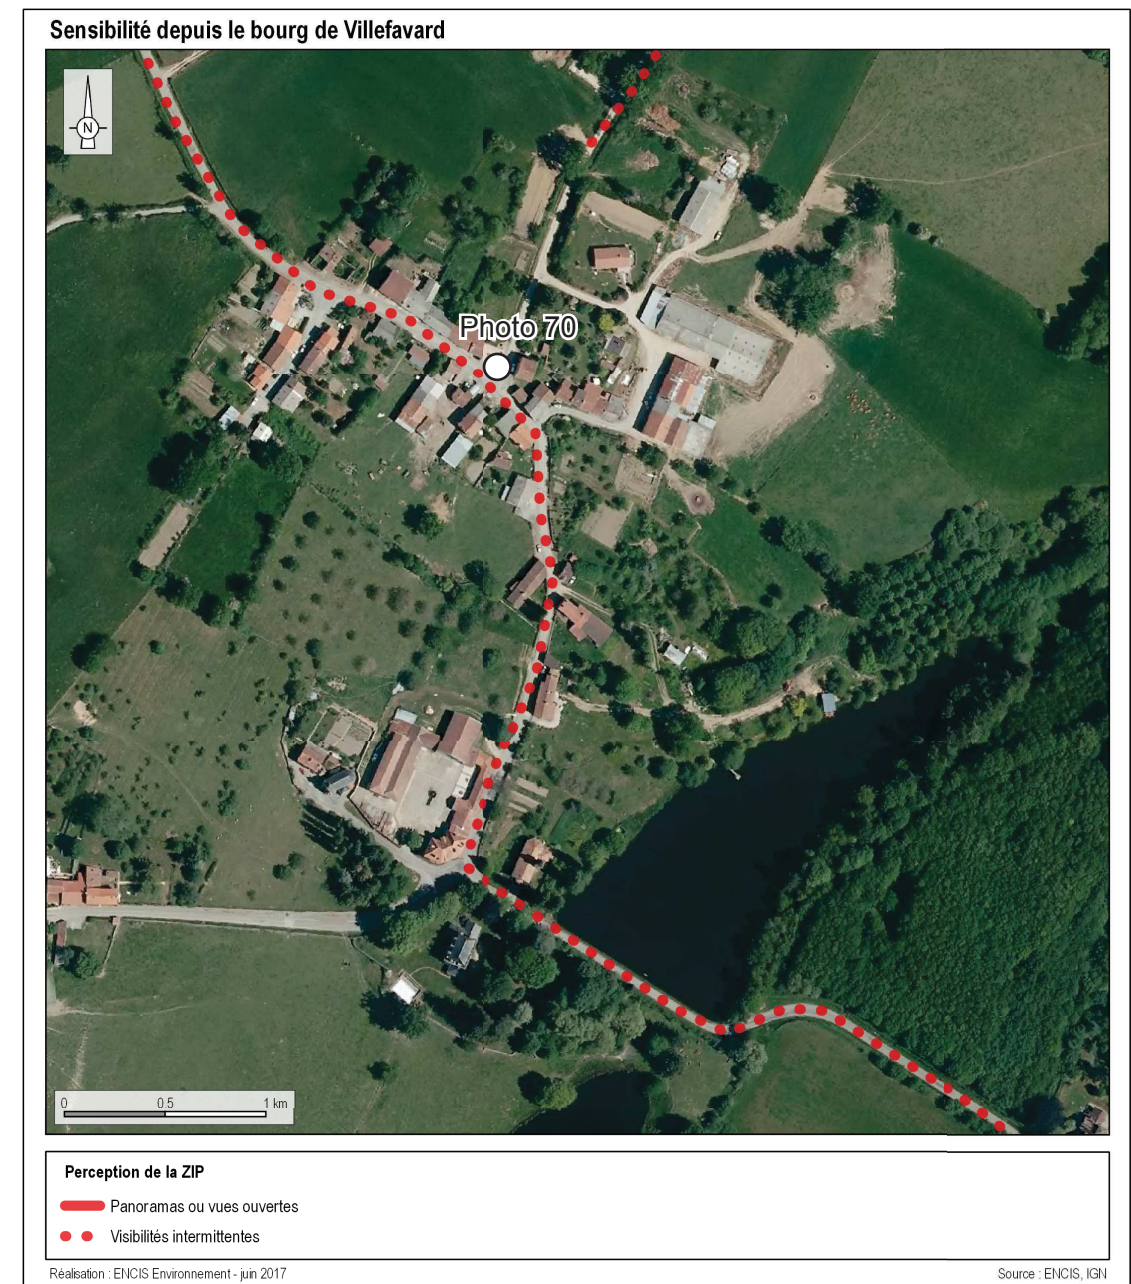 Sensibilité depuis le bourg de Villefavard
N
Photo 70
0 0.5 1 km
Perception de la ZIP
Panoramas ou vues ouvertes
Visibilités intermittentes
Réalisation : ENCIS Environnement - juin 2017
Source : ENCIS, IGN